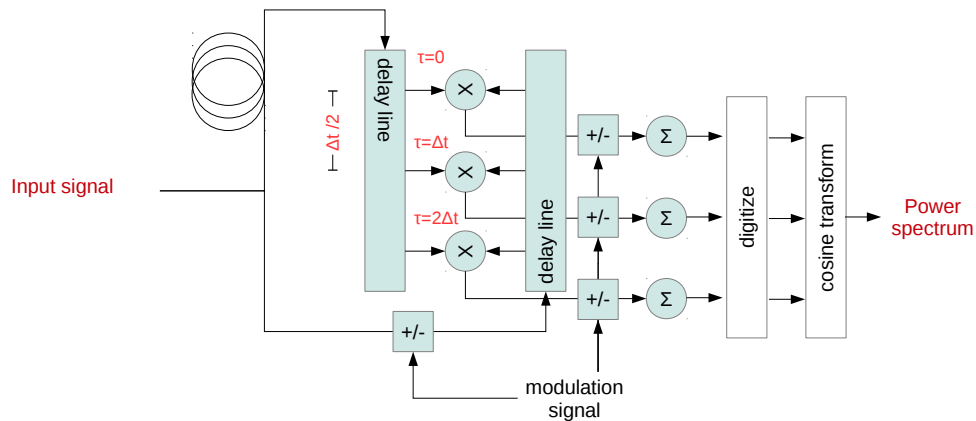 τ=0
delay line
delay line
X
Δt /2
+/-
Σ
τ=Δt
X
Input signal
τ=2Δt
+/-
Σ
digitize
cosine transform
Power
spectrum
X
+/-
Σ
+/-
modulation
signal